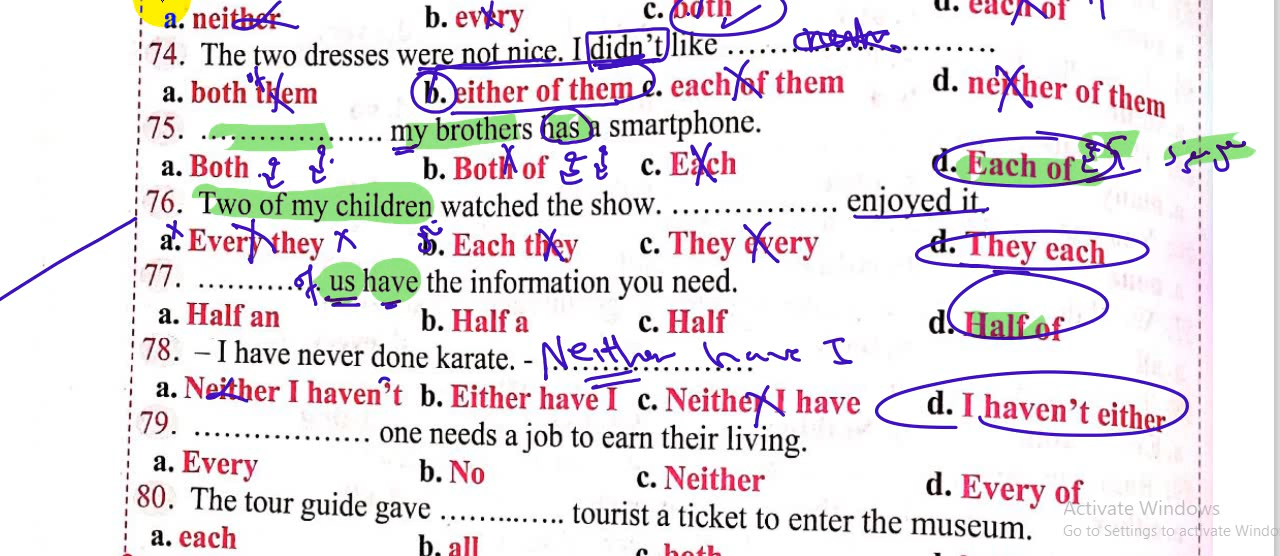 a. neither b. every c. both d. each of
74. The two dresses were not nice. I didn't like ....................
a. both them b. either of them c. each of them d. neither of them
75. .................... my brothers has a smartphone.
a. Both b. Both of c. Each d. Each of
76. Two of my children watched the show. ................ enjoyed it.
a. Every they b. Each they c. They every d. They each
77. .......... of us have the information you need.
a. Half an b. Half a c. Half d. Half of
78. – I have never done karate. - Neither have I
a. Neither I haven't b. Either have I c. Neither I have d. I haven't either
79. .................. one needs a job to earn their living.
a. Every b. No c. Neither d. Every of
80. The tour guide gave .............. tourist a ticket to enter the museum.
a. each b. all c. both
Activate Windows
Go to Settings to activate Windo